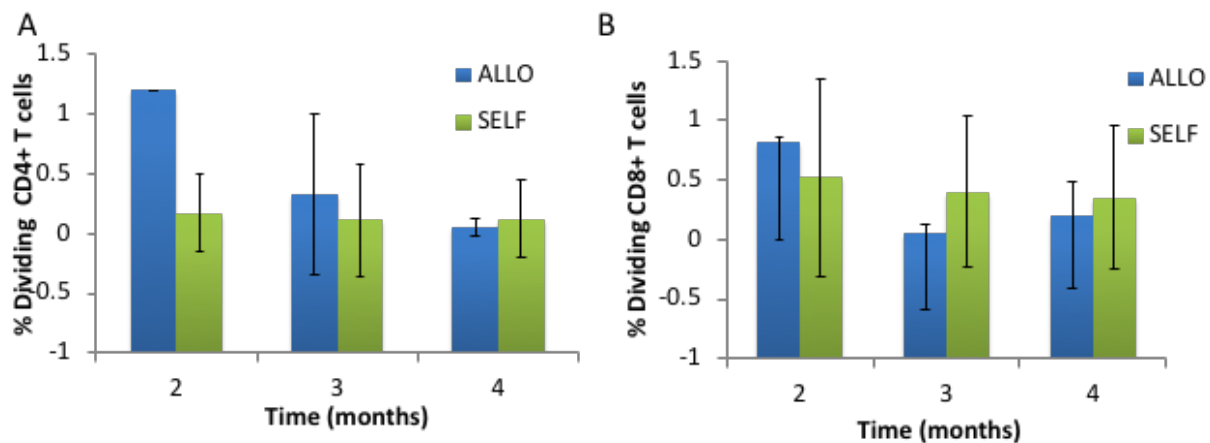 A
% Dividing CD4+ T cells
1.5
1
0.5
0
-0.5
-1
ALLO
SELF
2 3 4
Time (months)
B
% Dividing CD8+ T cells
1.5
1
0.5
0
-0.5
-1
ALLO
SELF
2 3 4
Time (months)